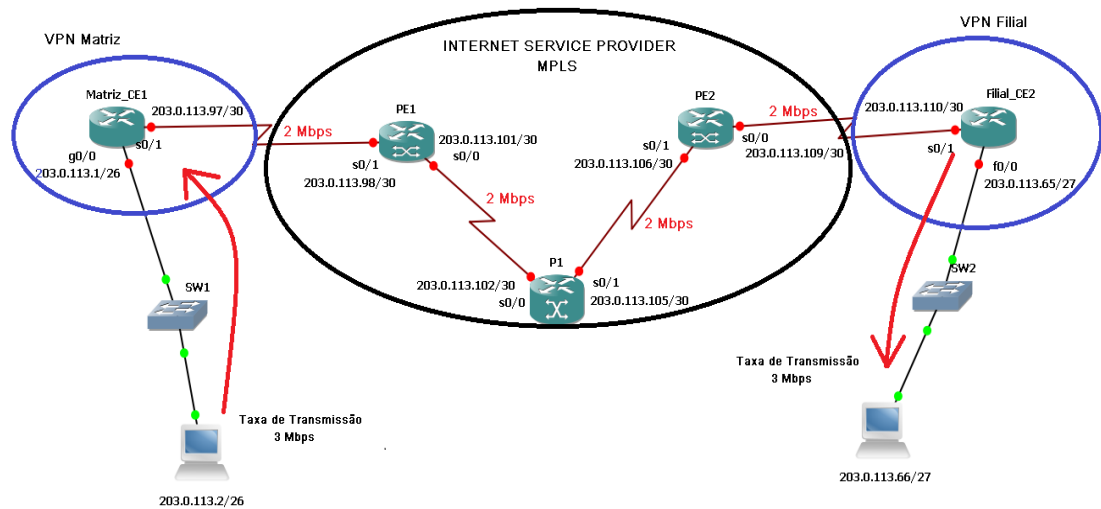 VPN Matriz
Matriz_CE1
203.0.113.97/30
g0/0
s0/1
203.0.113.1/26
SW1
Taxa de Transmissão
3 Mbps
203.0.113.2/26
INTERNET SERVICE PROVIDER
MPLS
2 Mbps
PE1
203.0.113.101/30
s0/0
s0/1
203.0.113.98/30
2 Mbps
P1
203.0.113.102/30
s0/0
s0/1
203.0.113.105/30
2 Mbps
PE2
s0/1
203.0.113.106/30
s0/0
203.0.113.109/30
2 Mbps
VPN Filial
203.0.113.110/30
Filial_CE2
s0/1
f0/0
203.0.113.65/27
SW2
Taxa de Transmissão
3 Mbps
203.0.113.66/27